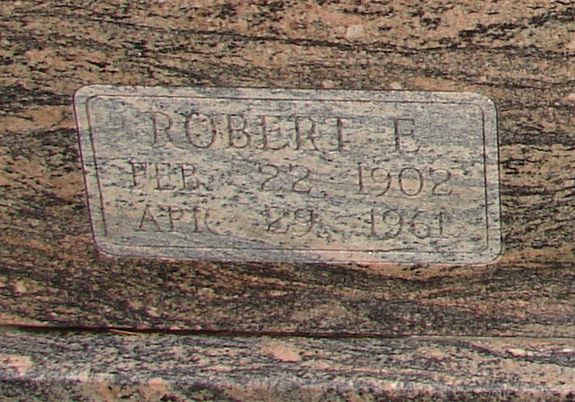 ROBERT E.
FEB. 22, 1902
APR. 29, 1961